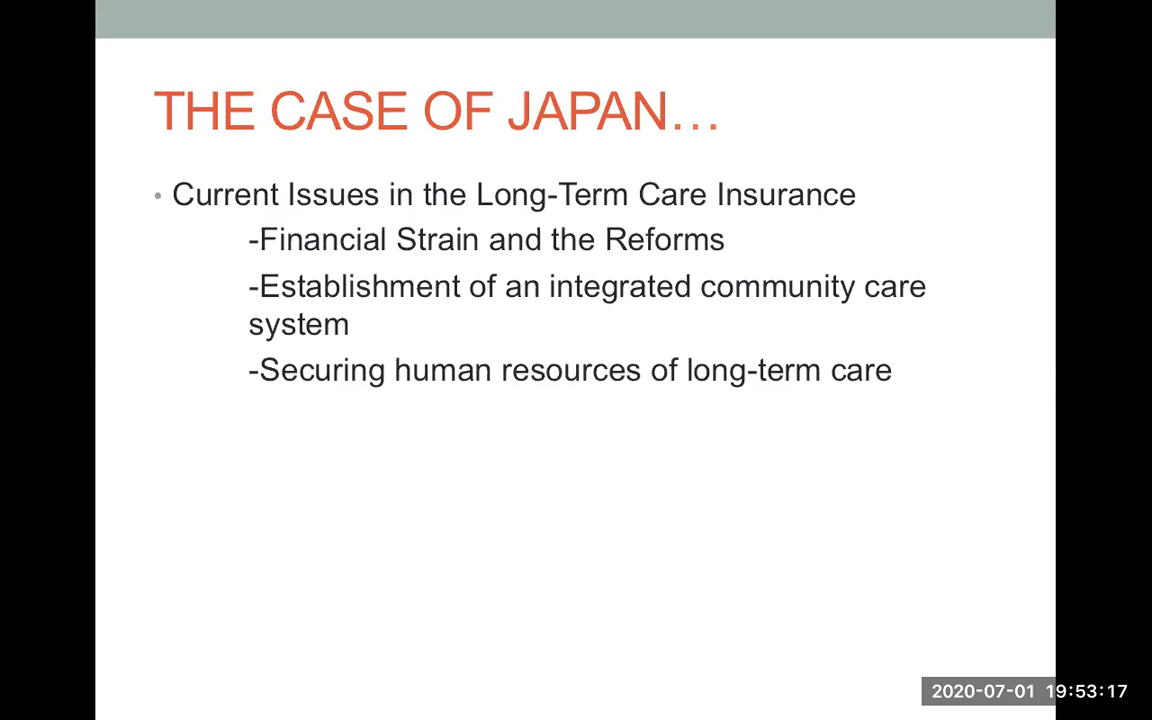 THE CASE OF JAPAN…
• Current Issues in the Long-Term Care Insurance
-Financial Strain and the Reforms
-Establishment of an integrated community care
system
-Securing human resources of long-term care
2020-07-01 19:53:17